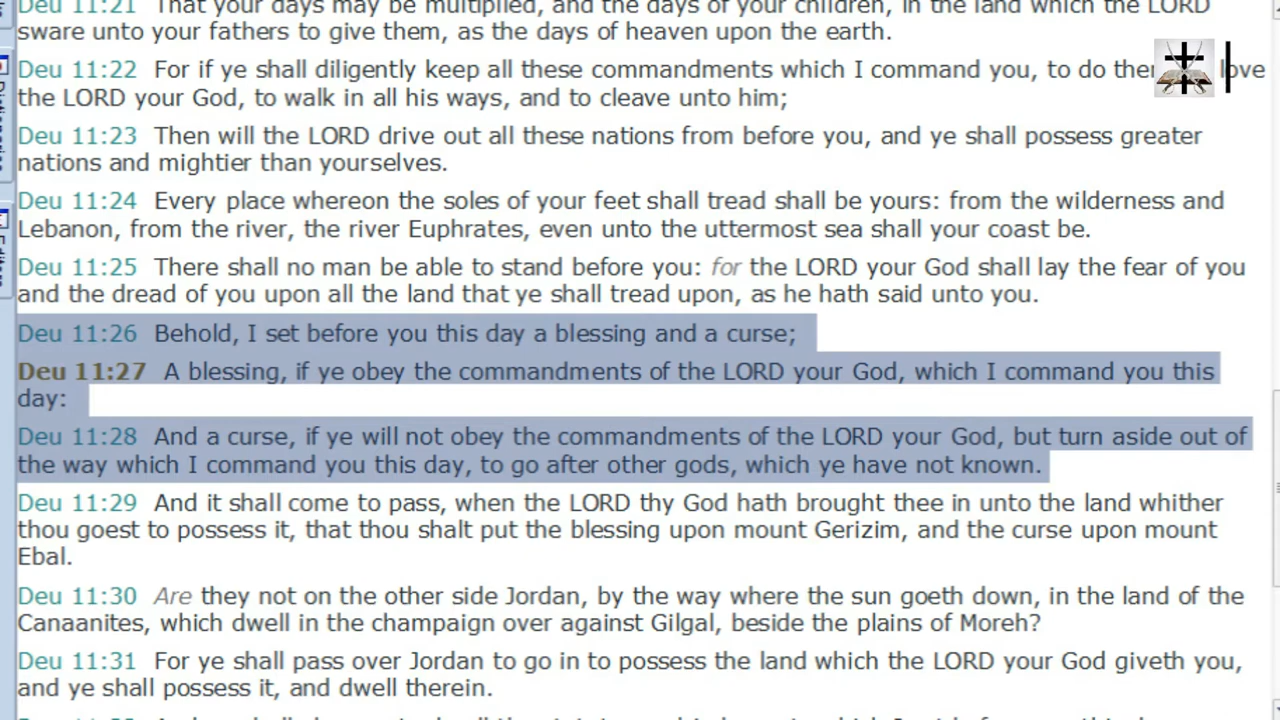 Deu 11:21 That your days may be multiplied, and the days of your children, in the land which the LORD
sware unto your fathers to give them, as the days of heaven upon the earth.
Deu 11:22 For if ye shall diligently keep all these commandments which I command you, to do them love
the LORD your God, to walk in all his ways, and to cleave unto him;
Deu 11:23 Then will the LORD drive out all these nations from before you, and ye shall possess greater
nations and mightier than yourselves.
Deu 11:24 Every place whereon the soles of your feet shall tread shall be yours: from the wilderness and
Lebanon, from the river, the river Euphrates, even unto the uttermost sea shall your coast be.
Deu 11:25 There shall no man be able to stand before you: for the LORD your God shall lay the fear of you
and the dread of you upon all the land that ye shall tread upon, as he hath said unto you.
Deu 11:26 Behold, I set before you this day a blessing and a curse;
Deu 11:27 A blessing, if ye obey the commandments of the LORD your God, which I command you this
day:
Deu 11:28 And a curse, if ye will not obey the commandments of the LORD your God, but turn aside out of
the way which I command you this day, to go after other gods, which ye have not known.
Deu 11:29 And it shall come to pass, when the LORD thy God hath brought thee in unto the land whither
thou goest to possess it, that thou shalt put the blessing upon mount Gerizim, and the curse upon mount
Ebal.
Deu 11:30 Are they not on the other side Jordan, by the way where the sun goeth down, in the land of the
Canaanites, which dwell in the champaign over against Gilgal, beside the plains of Moreh?
Deu 11:31 For ye shall pass over Jordan to go in to possess the land which the LORD your God giveth you,
and ye shall possess it, and dwell therein.